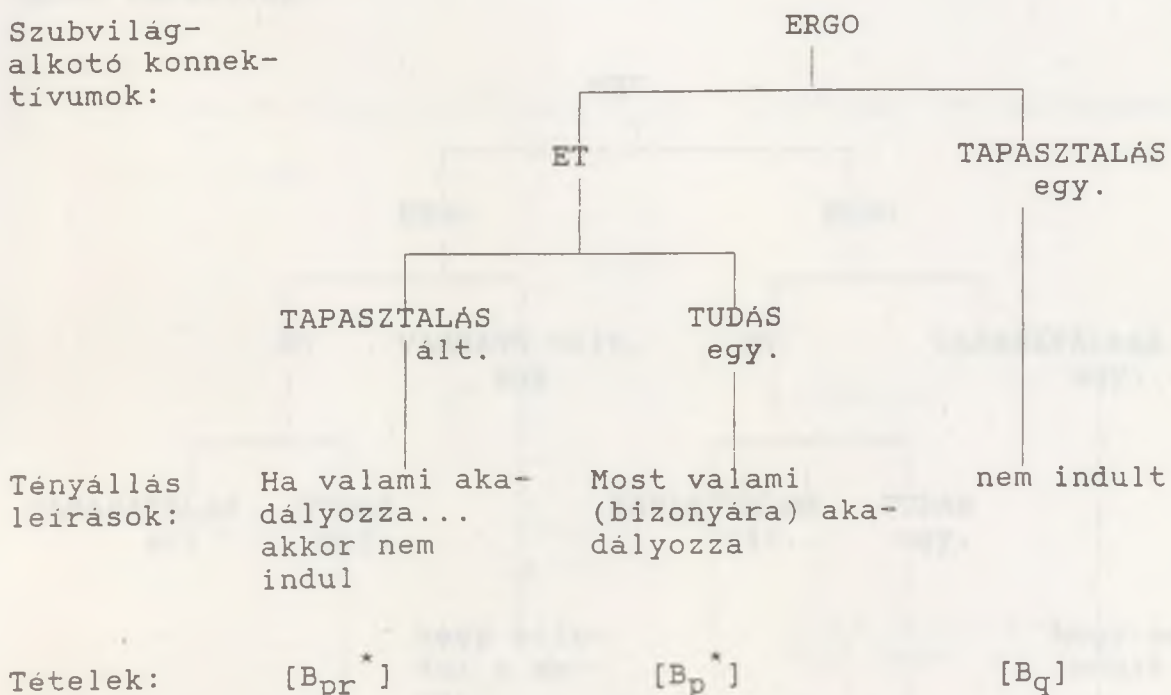 Szubvilág-
alkotó konnek-
tívumok:
ERGO
ET
TAPASZTALÁS
egy.
TAPASZTALÁS
ált.
TUDÁS
egy.
Tényállás
leírások:
Ha valami aka-
dályozza...
akkor nem
indul
Most valami
(bizonyára) aka-
dályozza
nem indult
Tételek:
[Bpr*]
[Bp*]
[Bq]